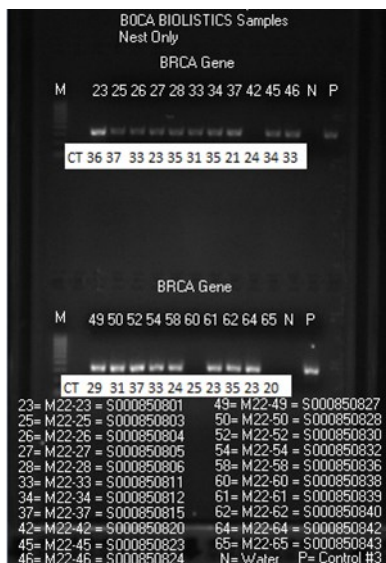 BOCA BIOLISTICS Samples
Nest Only
BRCA Gene
M 23 25 26 27 28 33 34 37 42 45 46 N P
CT 36 37 33 23 35 31 35 21 24 34 33
BRCA Gene
M 49 50 52 54 58 60 61 62 64 65 N P
CT 29 31 37 33 24 25 23 35 23 20
23= M22-23 = S000850801 49= M22-49 = S000850827
25= M22-25 = S000850803 50= M22-50 = S000850828
26= M22-26 = S000850804 52= M22-52 = S000850830
27= M22-27 = S000850805 54= M22-54 = S000850832
28= M22-28 = S000850806 58= M22-58 = S000850836
33= M22-33 = S000850811 60= M22-60 = S000850838
34= M22-34 = S000850812 61= M22-61 = S000850839
37= M22-37 = S000850815 62= M22-62 = S000850840
42= M22-42 = S000850820 64= M22-64 = S000850842
45= M22-45 = S000850823 65= M22-65 = S000850843
46= M22-46 = S000850824 N= Water P= Control #3